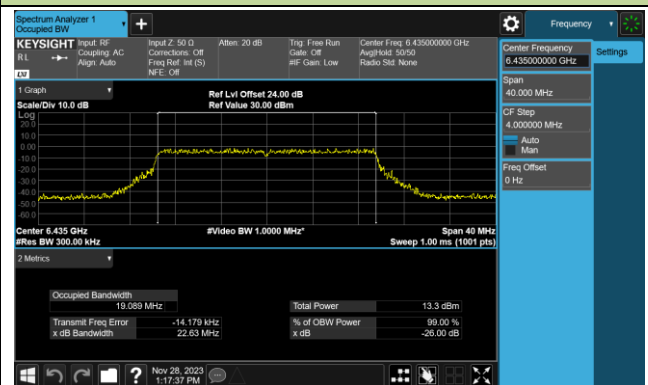 Spectrum Analyzer 1
Occupied BW
+
Frequency
KEYSIGHT
RL
LXI
Input: RF
Coupling: AC
Align: Auto
Input Z: 50 Ω
Corrections: Off
Freq Ref: Int (S)
NFE: Off
Atten: 20 dB
Trig: Free Run
Gate: Off
#IF Gain: Low
Center Freq: 6.435000000 GHz
Avg|Hold: 50/50
Radio Std: None
Center Frequency
6.435000000 GHz
Settings
Span
40.000 MHz
CF Step
4.000000 MHz
Auto
Man
Freq Offset
0 Hz
1 Graph
Scale/Div 10.0 dB
Ref Lvl Offset 24.00 dB
Ref Value 30.00 dBm
Log
20.0
10.0
0.00
-10.0
-20.0
-30.0
-40.0
-50.0
-60.0
Center 6.435 GHz
#Video BW 1.0000 MHz*
Span 40 MHz
#Res BW 300.00 kHz
Sweep 1.00 ms (1001 pts)
2 Metrics
Occupied Bandwidth
19.089 MHz
Total Power 13.3 dBm
Transmit Freq Error -14.179 kHz
% of OBW Power 99.00 %
x dB Bandwidth 22.63 MHz
x dB -26.00 dB
?
Nov 28, 2023
1:17:37 PM